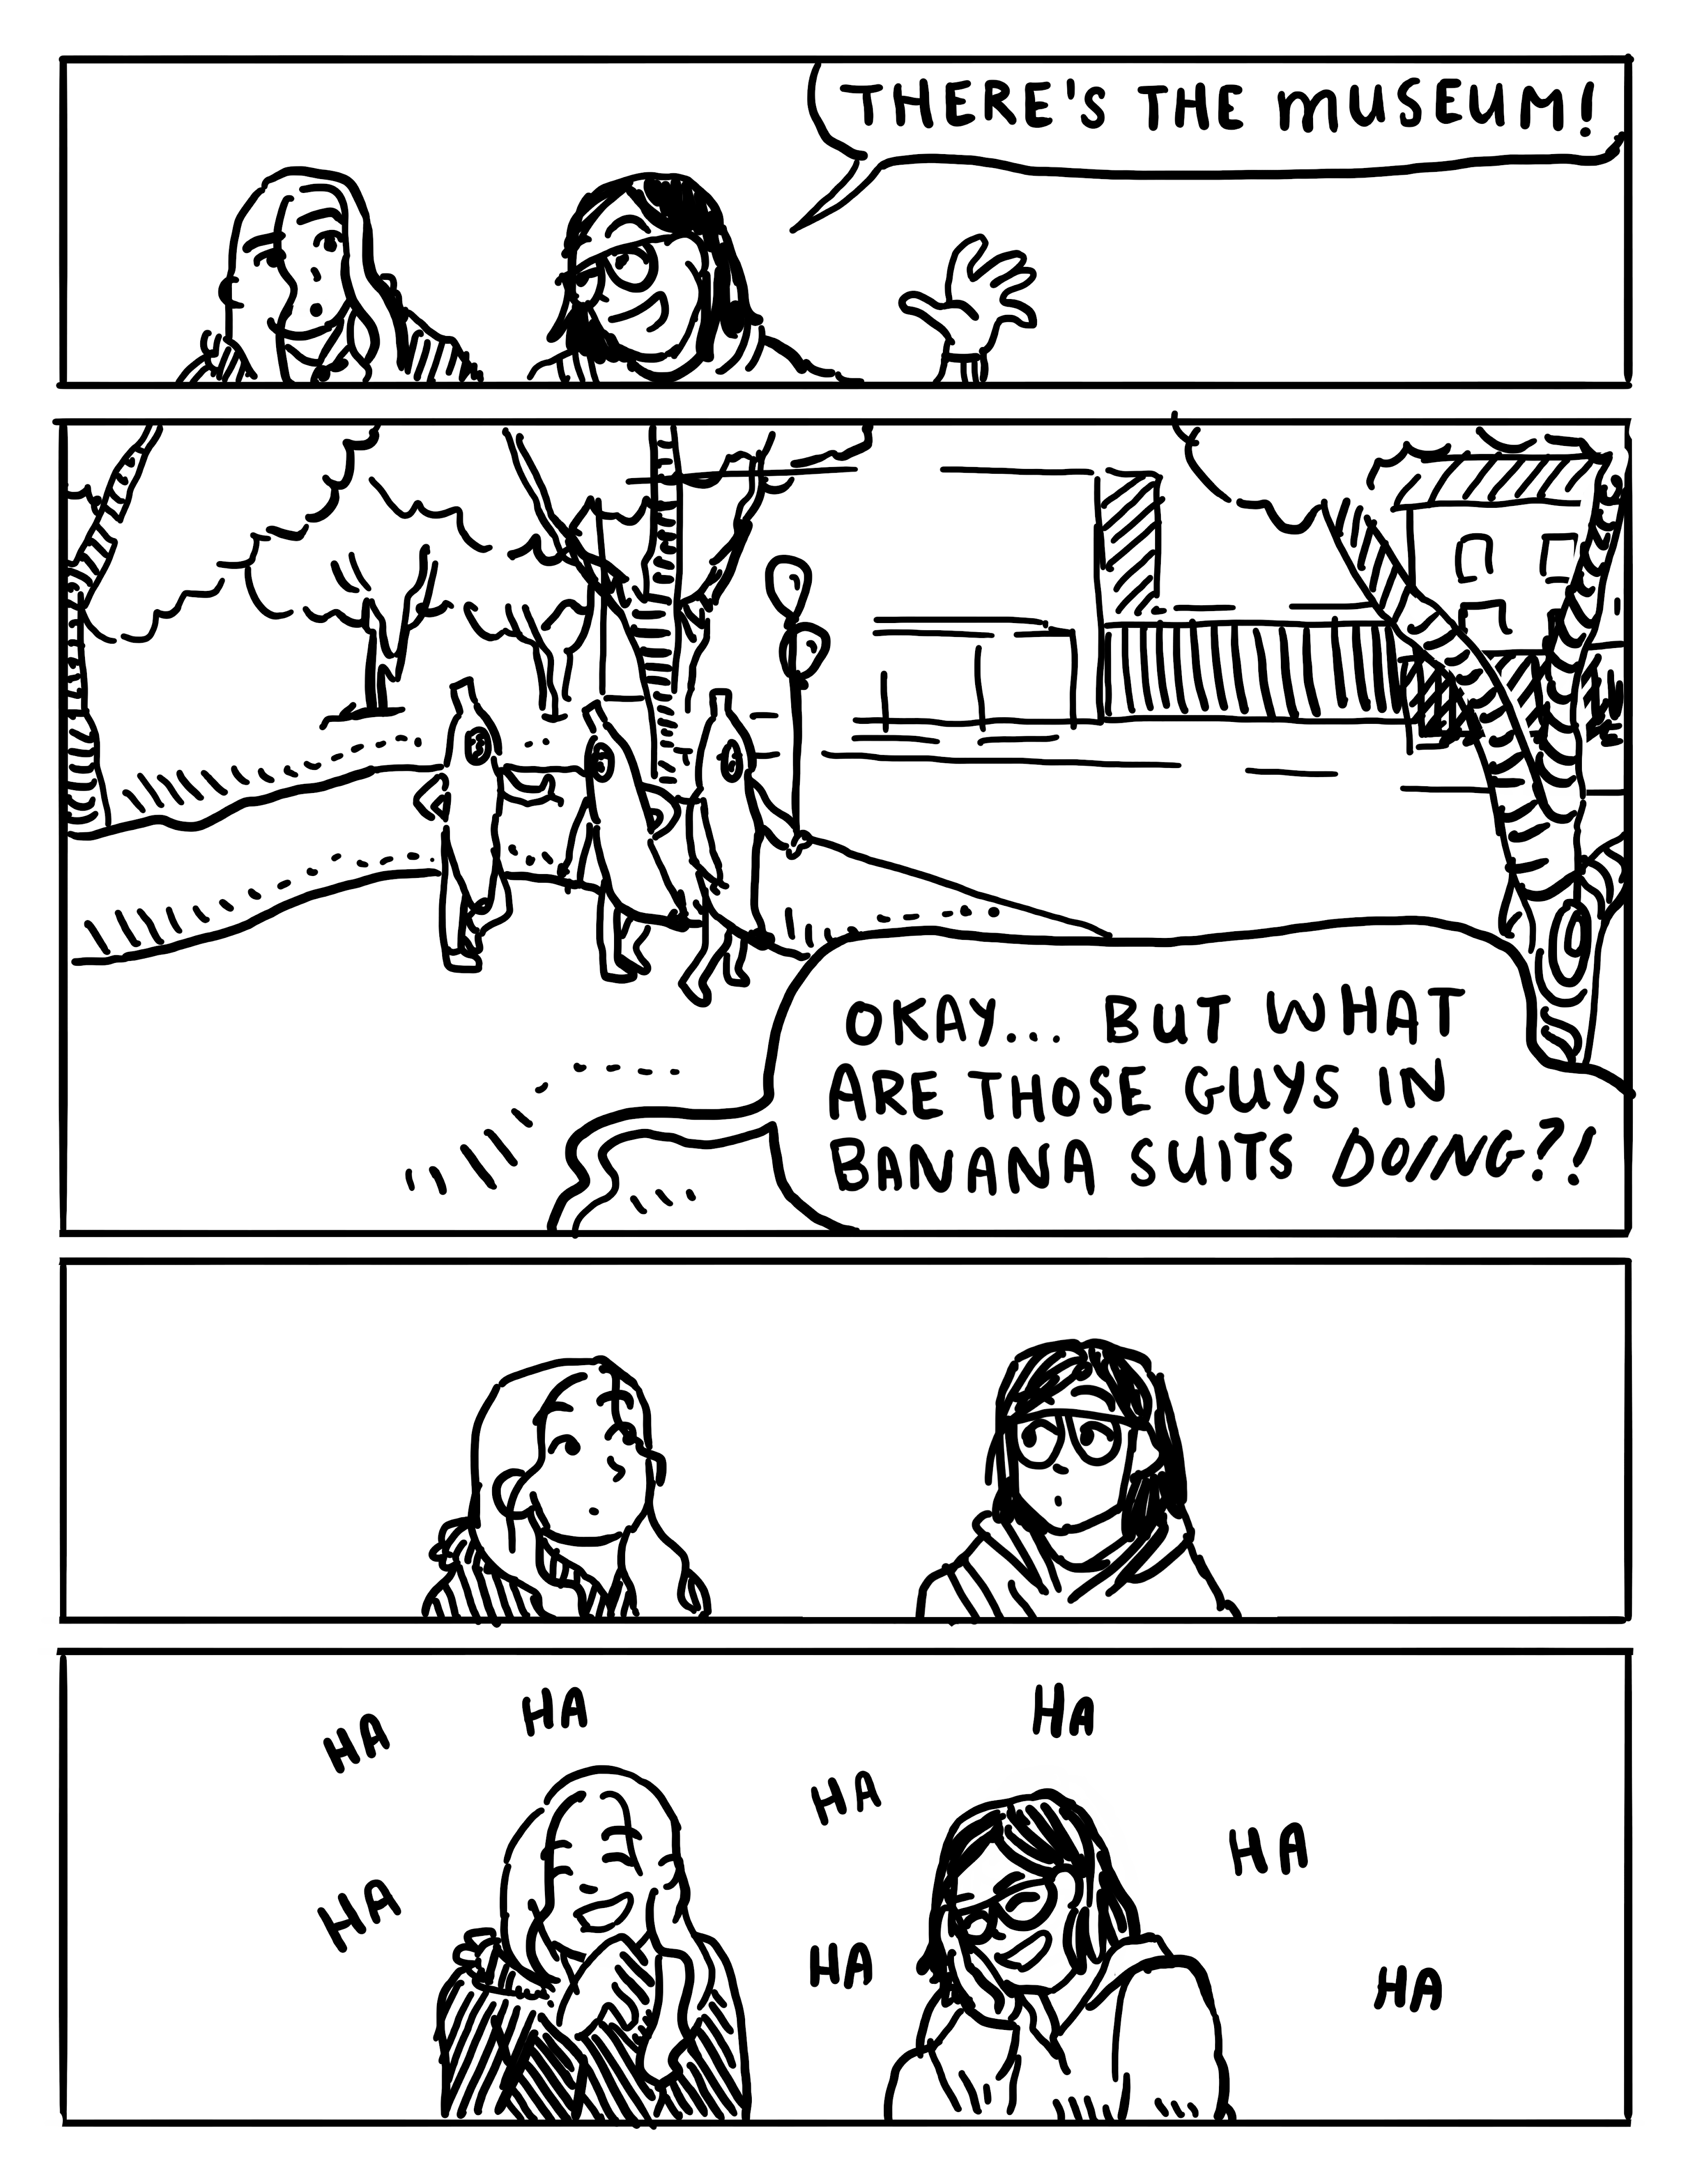 THERE'S THE MUSEUM!
OKAY... BUT WHAT
ARE THOSE GUYS IN
BANANA SUITS DOING?!
HA
HA
HA
HA
HA
HA
HA
HA